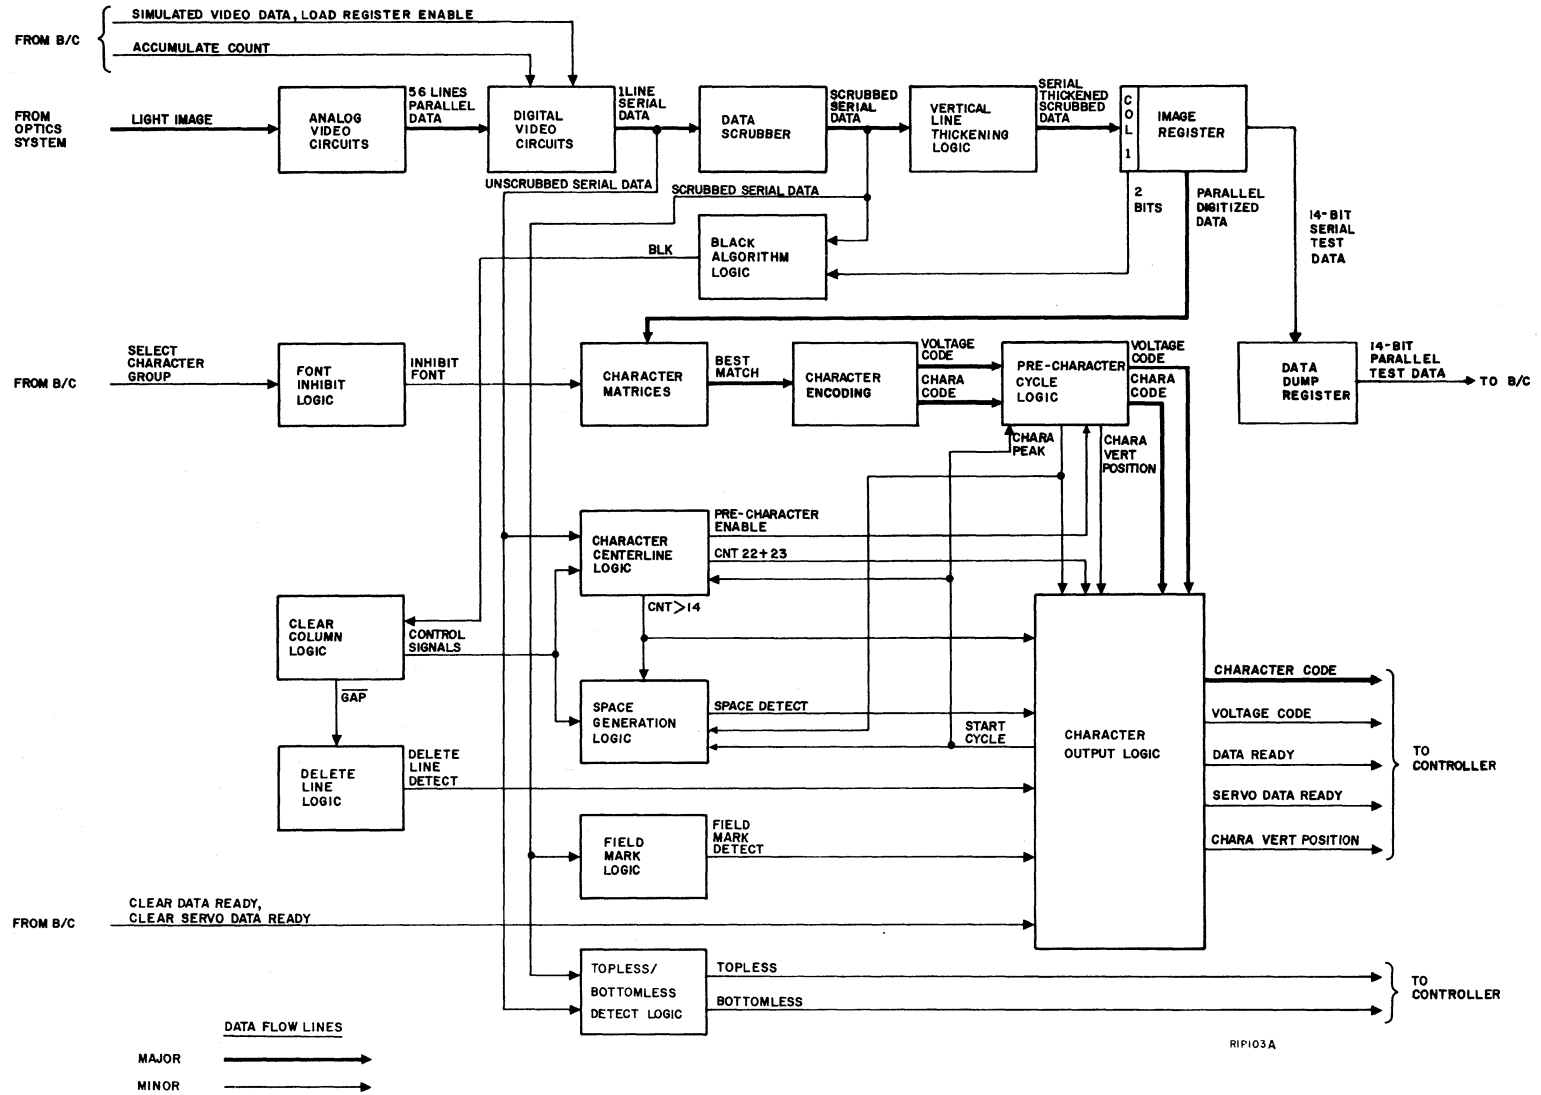 SIMULATED VIDEO DATA, LOAD REGISTER ENABLE
FROM B/C
ACCUMULATE COUNT
FROM
OPTICS
SYSTEM
LIGHT IMAGE
ANALOG
VIDEO
CIRCUITS
56 LINES
PARALLEL
DATA
DIGITAL
VIDEO
CIRCUITS
1 LINE
SERIAL
DATA
DATA
SCRUBBER
SCRUBBED
SERIAL
DATA
VERTICAL
LINE
THICKENING
LOGIC
SERIAL
THICKENED
SCRUBBED
DATA
COL 1
IMAGE
REGISTER
UNSCRUBBED SERIAL DATA
SCRUBBED SERIAL DATA
2
BITS
PARALLEL
DIGITIZED
DATA
14-BIT
SERIAL
TEST
DATA
BLK
BLACK
ALGORITHM
LOGIC
FROM B/C
SELECT
CHARACTER
GROUP
FONT
INHIBIT
LOGIC
INHIBIT
FONT
CHARACTER
MATRICES
BEST
MATCH
CHARACTER
ENCODING
VOLTAGE
CODE
CHARA
CODE
PRE-CHARACTER
CYCLE
LOGIC
VOLTAGE
CODE
CHARA
CODE
DATA
DUMP
REGISTER
14-BIT
PARALLEL
TEST DATA
TO B/C
CHARA
PEAK
CHARA
VERT
POSITION
CHARACTER
CENTERLINE
LOGIC
PRE-CHARACTER
ENABLE
CNT 22+23
CNT>14
CLEAR
COLUMN
LOGIC
CONTROL
SIGNALS
GAP
SPACE
GENERATION
LOGIC
SPACE DETECT
START
CYCLE
CHARACTER
OUTPUT LOGIC
CHARACTER CODE
VOLTAGE CODE
DATA READY
SERVO DATA READY
CHARA VERT POSITION
TO
CONTROLLER
DELETE
LINE
LOGIC
DELETE
LINE
DETECT
FIELD
MARK
LOGIC
FIELD
MARK
DETECT
FROM B/C
CLEAR DATA READY,
CLEAR SERVO DATA READY
TOPLESS/
BOTTOMLESS
DETECT LOGIC
TOPLESS
BOTTOMLESS
TO
CONTROLLER
DATA FLOW LINES
MAJOR
MINOR
RIP103A